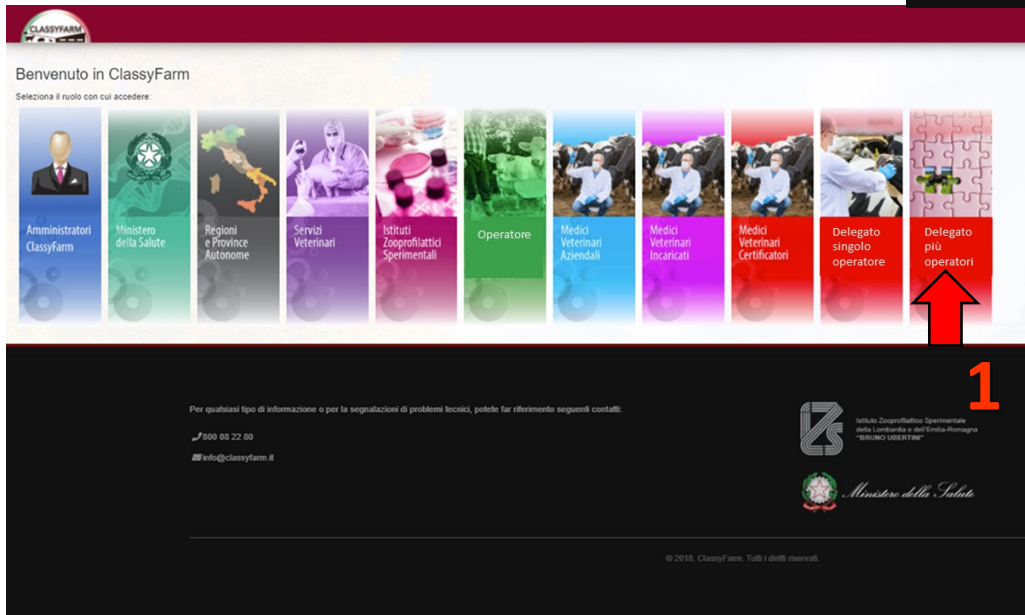 CLASSYFARM
Benvenuto in ClassyFarm
Seleziona il ruolo con cui accedere:
Amministratori
ClassyFarm
Ministero
della Salute
Regioni
e Province
Autonome
Servizi
Veterinari
Istituti
Zooprofilattici
Sperimentali
Operatore
Medici
Veterinari
Aziendali
Medici
Veterinari
Incaricati
Medici
Veterinari
Certificatori
Delegato
singolo
operatore
Delegato
più
operatori
1
Per qualsiasi tipo di informazione o per la segnalazioni di problemi tecnici, potete far riferimento seguenti contatti:
800 08 22 80
info@classyfarm.it
IZS
Istituto Zooprofilattico Sperimentale
della Lombardia e dell'Emilia-Romagna
"BRUNO UBERTINI"
Ministero della Salute
© 2018. ClassyFarm. Tutti i diritti riservati.